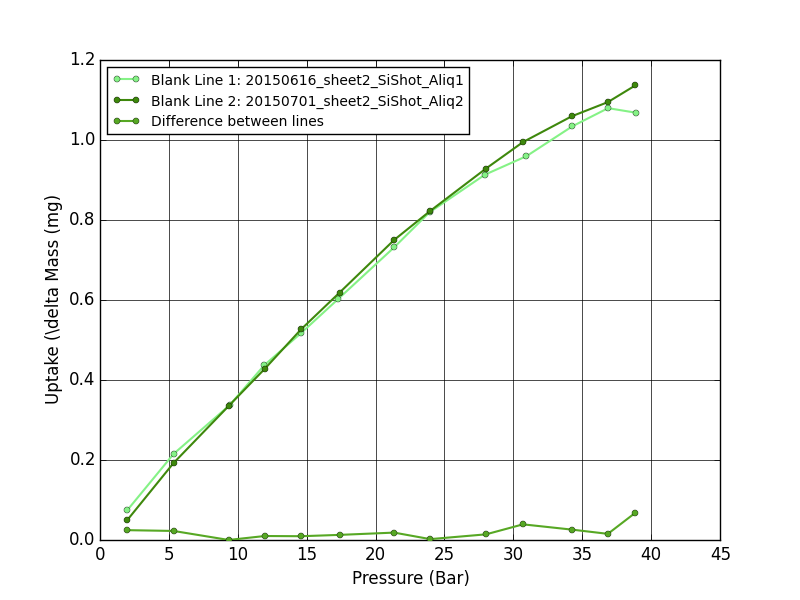 Blank Line 1: 20150616_sheet2_SiShot_Aliq1
Blank Line 2: 20150701_sheet2_SiShot_Aliq2
Difference between lines
1.2
1.0
0.8
0.6
0.4
0.2
0.0
Uptake (\delta Mass (mg)
0 5 10 15 20 25 30 35 40 45
Pressure (Bar)